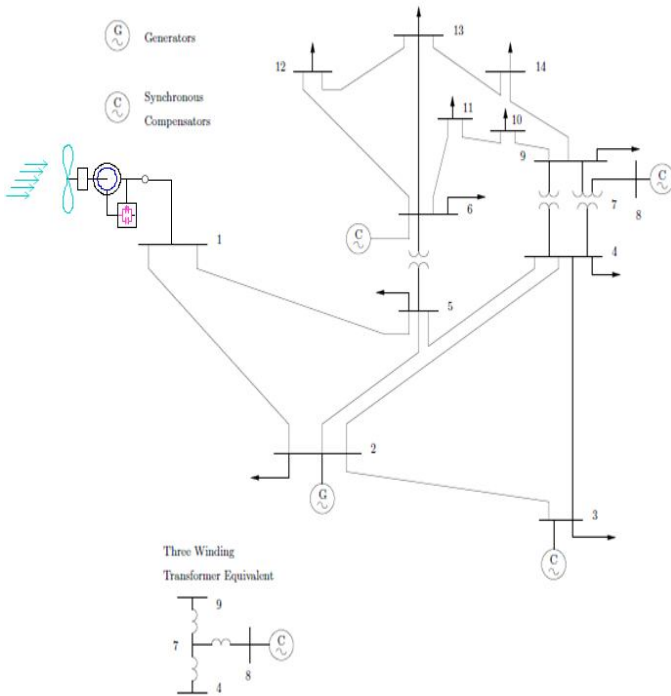 G
Generators
C
Synchronous
Compensators
13
12
14
11
10
9
C
7
8
6
C
1
4
5
2
G
3
C
Three Winding
Transformer Equivalent
9
7
C
8
4